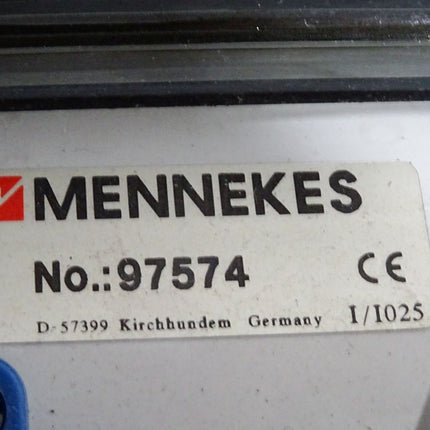 MENNEKES
No.: 97574 CE
D-57399 Kirchhundem Germany I/I025